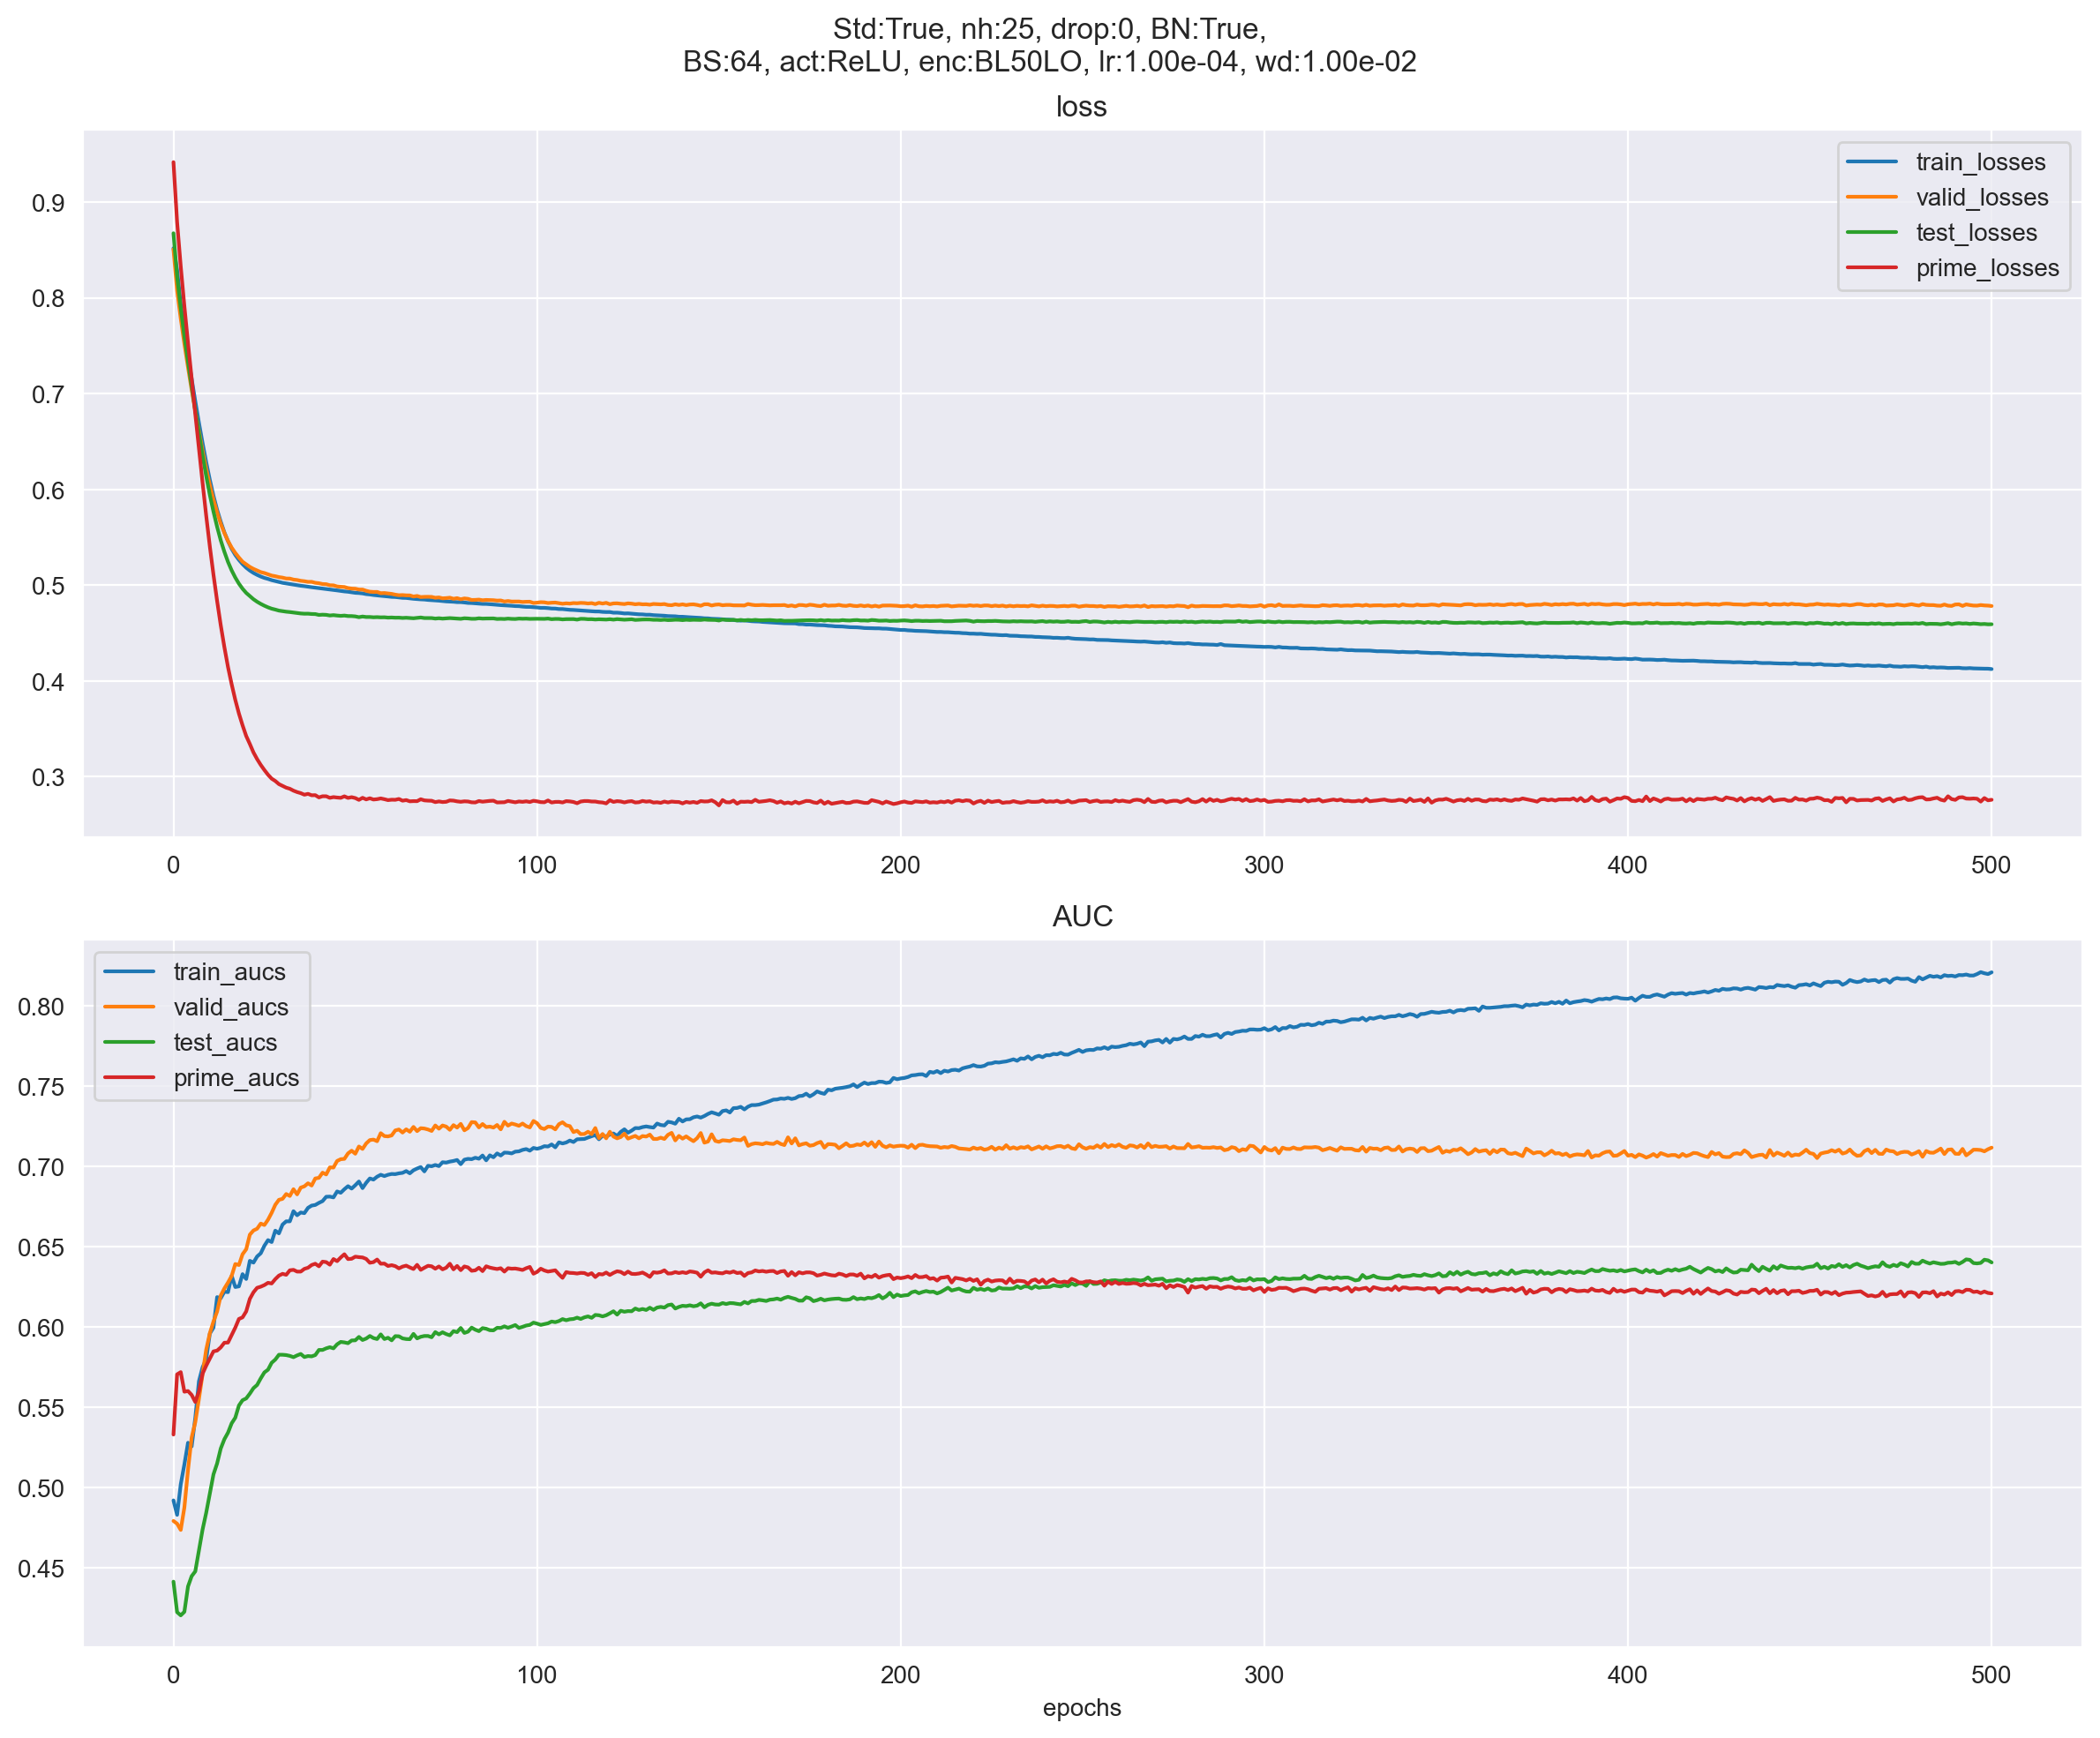 Std:True, nh:25, drop:0, BN:True,
BS:64, act:ReLU, enc:BL50LO, lr:1.00e-04, wd:1.00e-02
loss
train_losses
valid_losses
test_losses
prime_losses
0.9
0.8
0.7
0.6
0.5
0.4
0.3
0 100 200 300 400 500
AUC
train_aucs
valid_aucs
test_aucs
prime_aucs
0.80
0.75
0.70
0.65
0.60
0.55
0.50
0.45
0 100 200 300 400 500
epochs